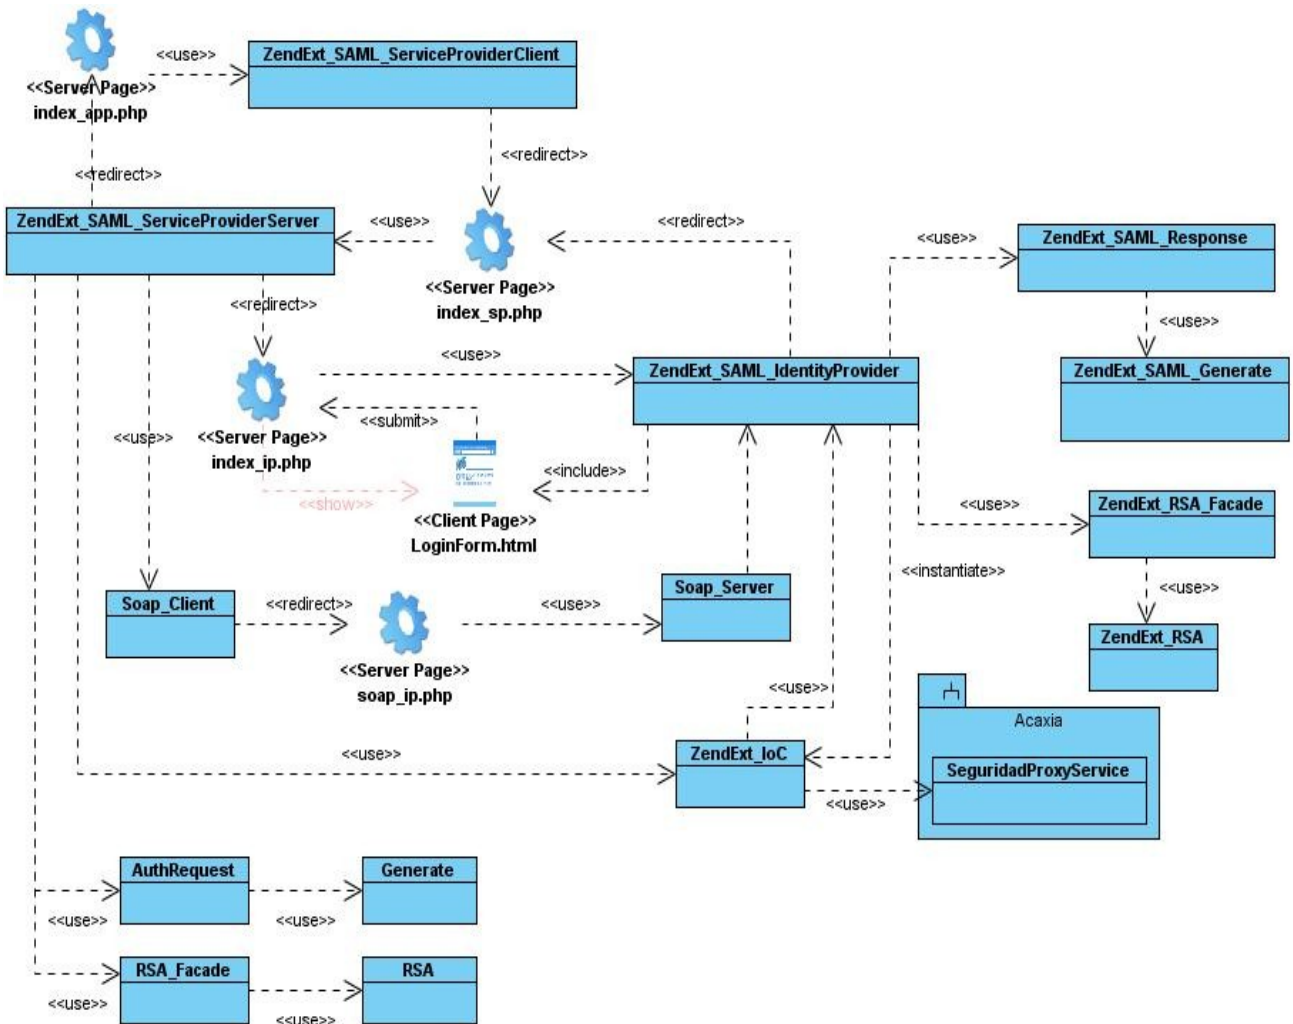 <<use>>
ZendExt_SAML_ServiceProviderClient
<<Server Page>>
index_app.php
<<redirect>>
<<redirect>>
ZendExt_SAML_ServiceProviderServer
<<use>>
<<redirect>>
<<use>>
ZendExt_SAML_Response
<<Server Page>>
index_sp.php
<<redirect>>
<<use>>
<<use>>
ZendExt_SAML_IdentityProvider
ZendExt_SAML_Generate
<<submit>>
<<use>>
<<Server Page>>
index_ip.php
<<include>>
<<show>>
<<Client Page>>
LoginForm.html
<<use>>
ZendExt_RSA_Facade
<<instantiate>>
<<use>>
Soap_Client
<<redirect>>
<<use>>
Soap_Server
ZendExt_RSA
<<Server Page>>
soap_ip.php
<<use>>
Acaxia
<<use>>
ZendExt_IoC
SeguridadProxyService
<<use>>
AuthRequest
Generate
<<use>>
<<use>>
RSA_Facade
RSA
<<use>>
<<use>>